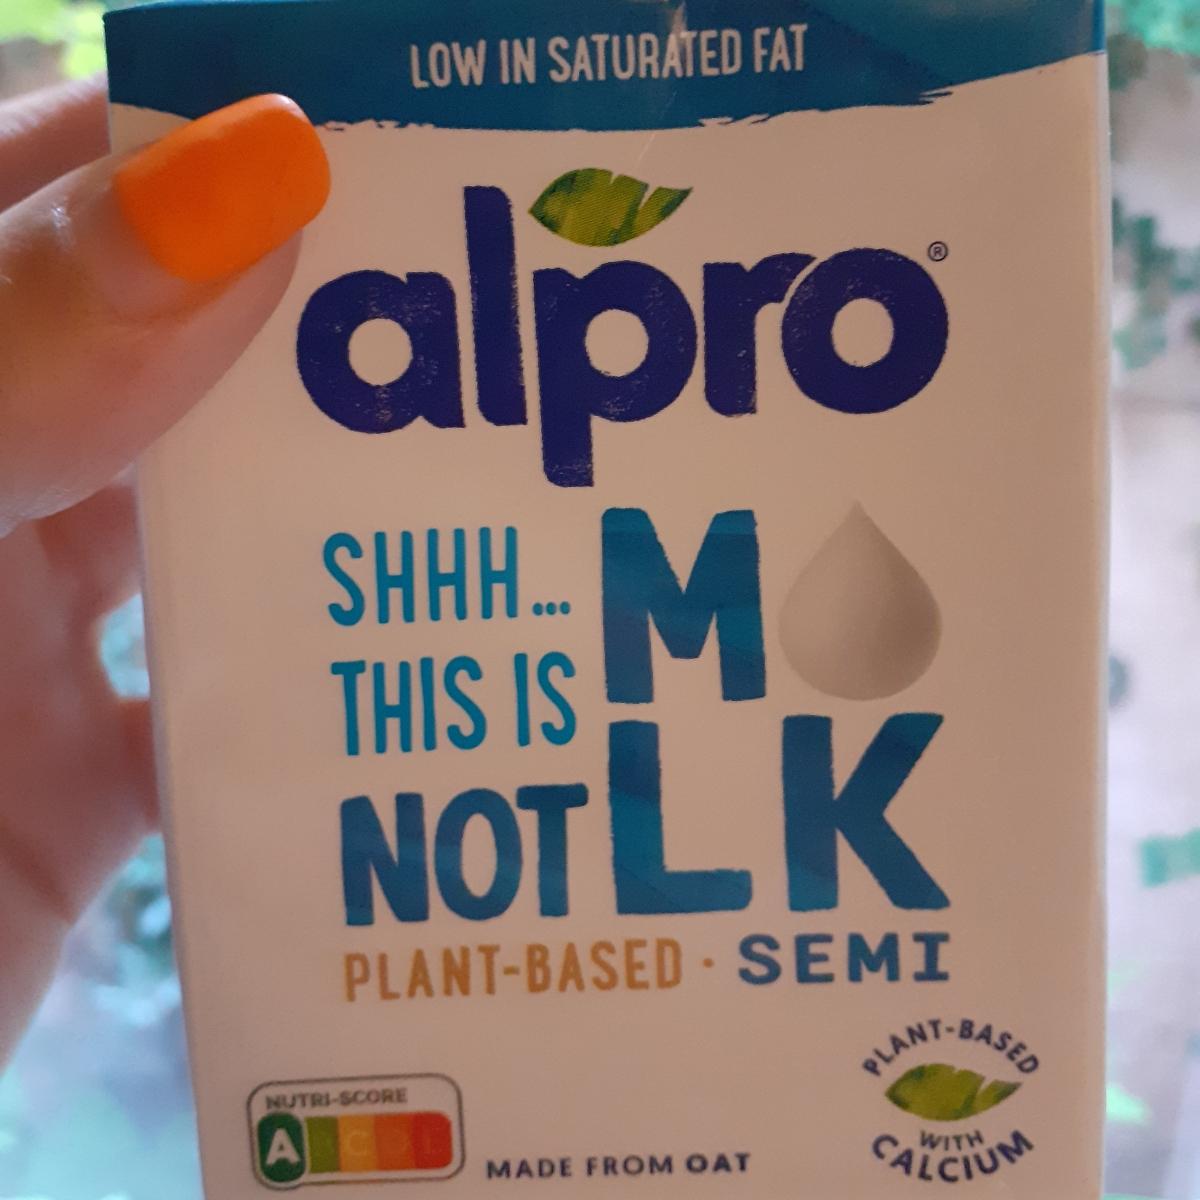 LOW IN SATURATED FAT
alpro®
SHHH...
THIS IS
NOT
M
LK
PLANT-BASED · SEMI
NUTRI-SCORE
A B C D E
MADE FROM OAT
PLANT-BASED
WITH
CALCIUM